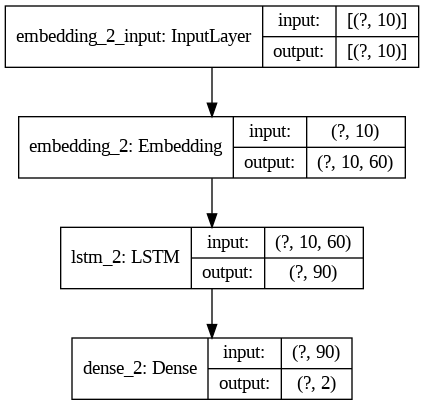 embedding_2_input: InputLayer
input:
[(?, 10)]
output:
[(?, 10)]
embedding_2: Embedding
input:
(?, 10)
output:
(?, 10, 60)
lstm_2: LSTM
input:
(?, 10, 60)
output:
(?, 90)
dense_2: Dense
input:
(?, 90)
output:
(?, 2)